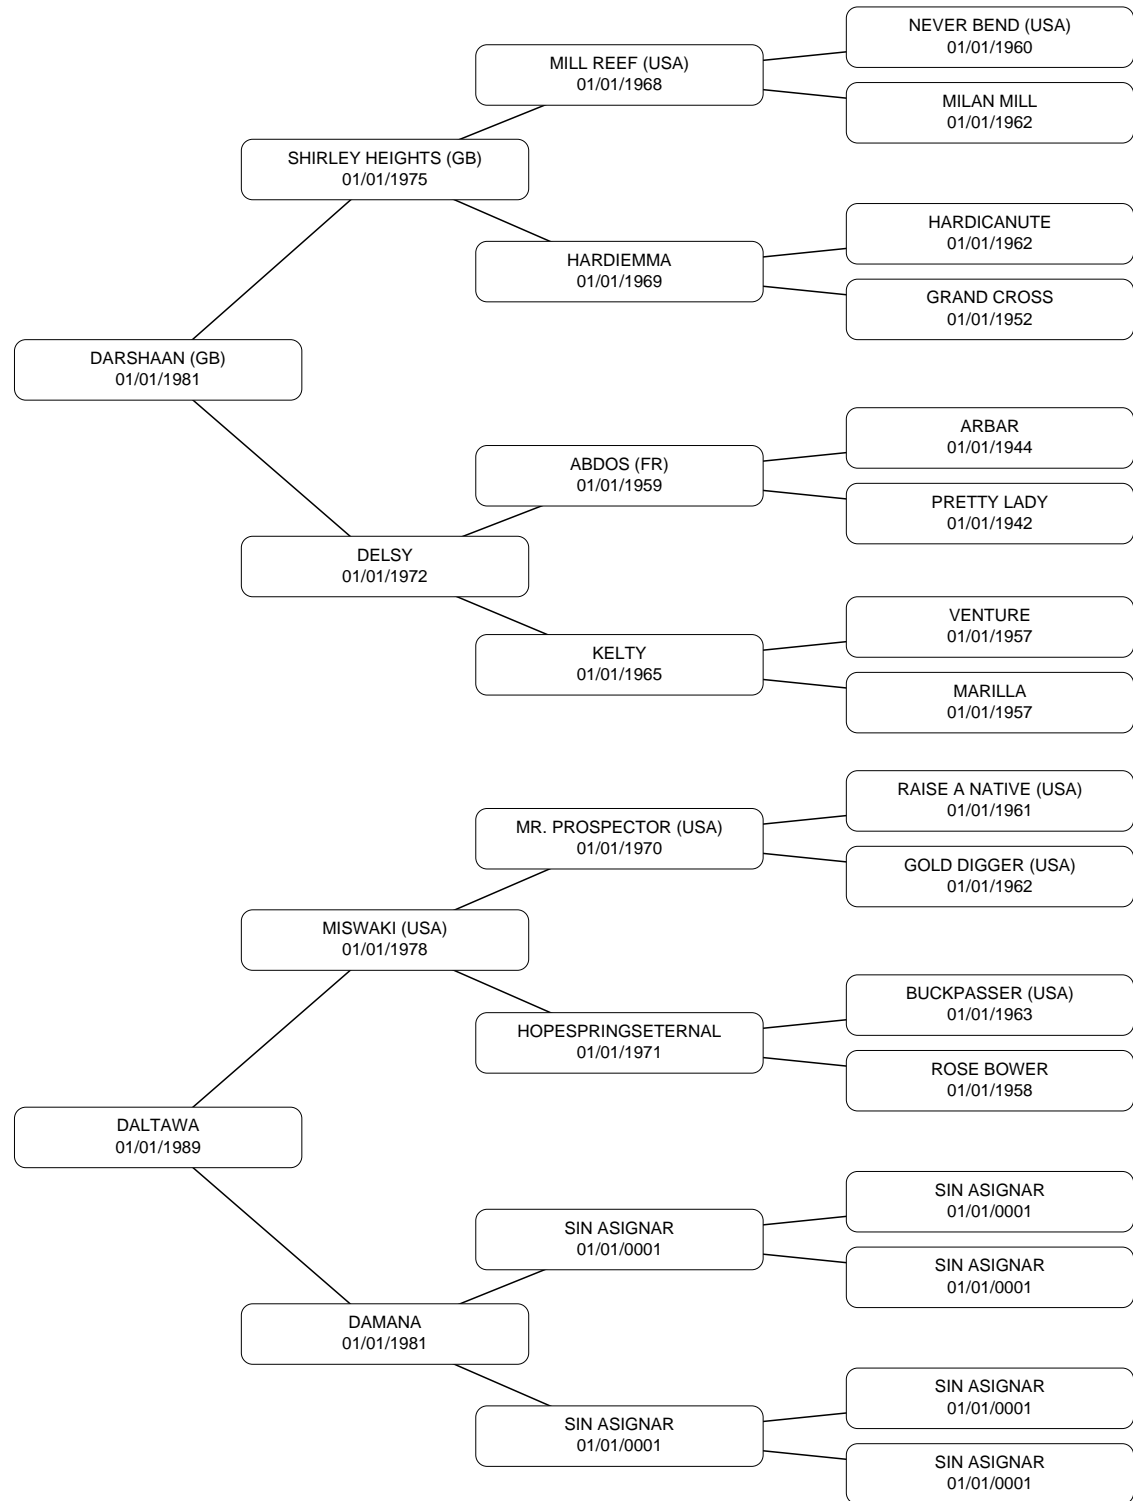 NEVER BEND (USA)
01/01/1960
MILL REEF (USA)
01/01/1968
MILAN MILL
01/01/1962
SHIRLEY HEIGHTS (GB)
01/01/1975
HARDICANUTE
01/01/1962
HARDIEMMA
01/01/1969
GRAND CROSS
01/01/1952
DARSHAAN (GB)
01/01/1981
ARBAR
01/01/1944
ABDOS (FR)
01/01/1959
PRETTY LADY
01/01/1942
DELSY
01/01/1972
VENTURE
01/01/1957
KELTY
01/01/1965
MARILLA
01/01/1957
RAISE A NATIVE (USA)
01/01/1961
MR. PROSPECTOR (USA)
01/01/1970
GOLD DIGGER (USA)
01/01/1962
MISWAKI (USA)
01/01/1978
BUCKPASSER (USA)
01/01/1963
HOPESPRINGSETERNAL
01/01/1971
ROSE BOWER
01/01/1958
DALTAWA
01/01/1989
SIN ASIGNAR
01/01/0001
SIN ASIGNAR
01/01/0001
SIN ASIGNAR
01/01/0001
DAMANA
01/01/1981
SIN ASIGNAR
01/01/0001
SIN ASIGNAR
01/01/0001
SIN ASIGNAR
01/01/0001